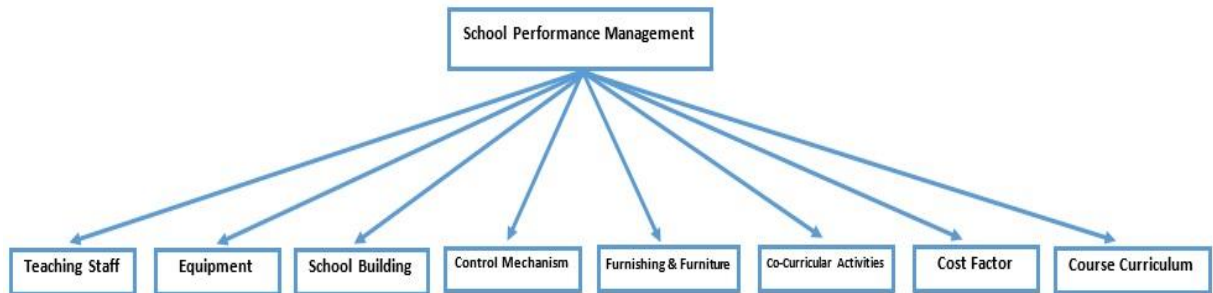 School Performance Management
Teaching Staff
Equipment
School Building
Control Mechanism
Furnishing & Furniture
Co-Curricular Activities
Cost Factor
Course Curriculum